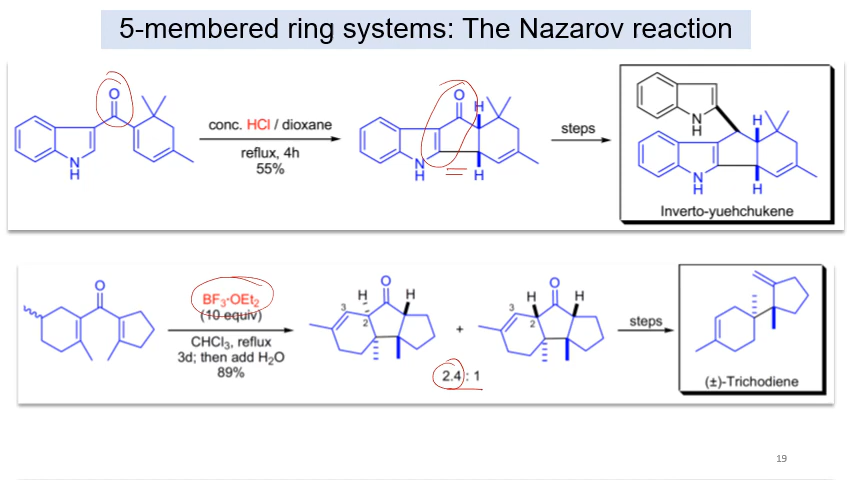 5-membered ring systems: The Nazarov reaction
O
N
H
conc. HCl / dioxane
reflux, 4h
55%
O
H
N
H
H
steps
N
H
H
N
H
H
Inverto-yuehchukene
O
BF3-OEt2
(10 equiv)
CHCl3, reflux
3d; then add H2O
89%
O
H
H
3
2
+
O
H
H
3
2
2.4 : 1
steps
(±)-Trichodiene
19